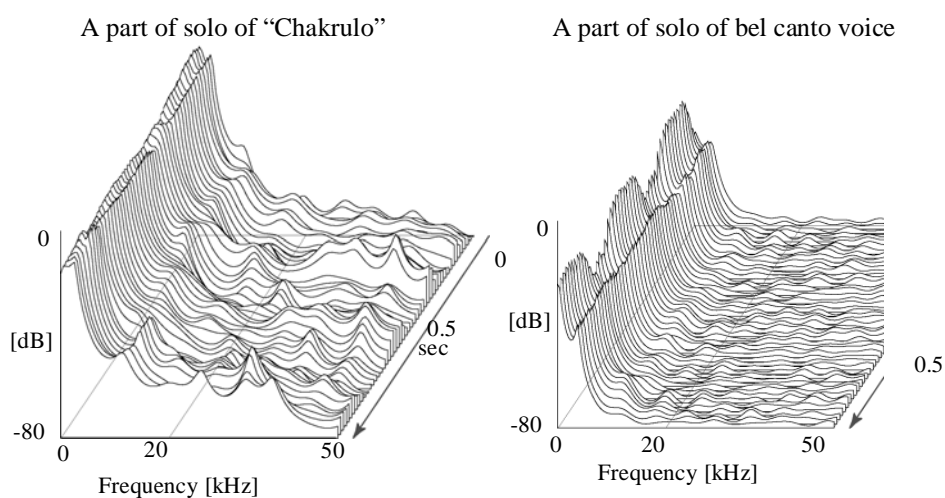 A part of solo of “Chakrulo”
0
[dB]
-80
0
20
50
Frequency [kHz]
0
0.5
sec
A part of solo of bel canto voice
0
[dB]
-80
0
20
50
Frequency [kHz]
0.5